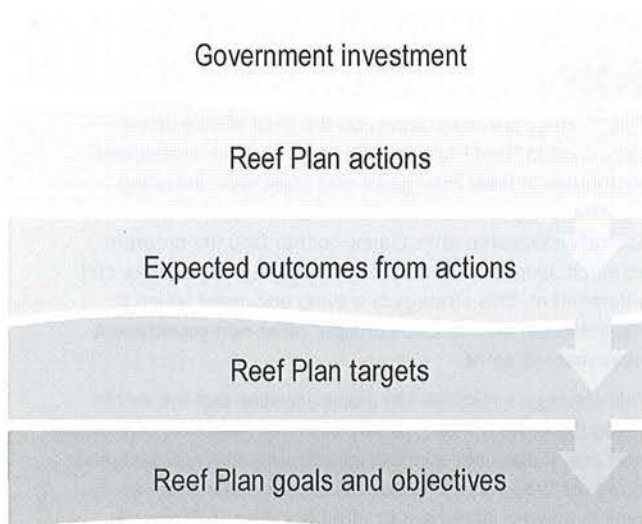 Government investment
Reef Plan actions
Expected outcomes from actions
Reef Plan targets
Reef Plan goals and objectives